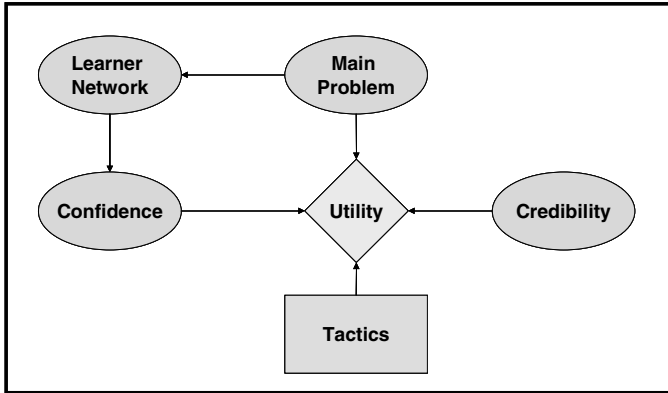 Learner
Network
Main
Problem
Confidence
Utility
Credibility
Tactics